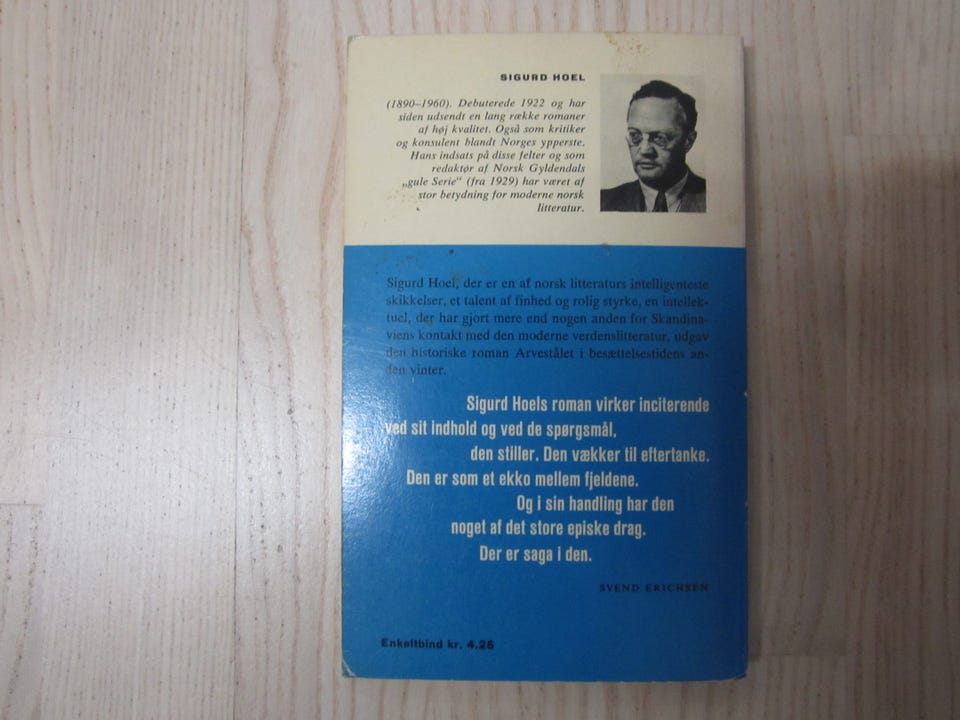 SIGURD HOEL
(1890–1960). Debuterede 1922 og har
siden udsendt en lang række romaner
af høj kvalitet. Også som kritiker
og konsulent blandt Norges ypperste.
Hans indsats på disse felter og som
redaktør af Norsk Gyldendals
„gule Serie“ (fra 1929) har været af
stor betydning for moderne norsk
litteratur.
Sigurd Hoel, der er en af norsk litteraturs intelligenteste
skikkelser, et talent af finhed og rolig styrke, en intellek-
tuel, der har gjort mere end nogen anden for Skandina-
viens kontakt med den moderne verdenslitteratur, udgav
den historiske roman Arvestålet i besættelsestidens an-
den vinter.
Sigurd Hoels roman virker inciterende
ved sit indhold og ved de spørgsmål,
den stiller. Den vækker til eftertanke.
Den er som et ekko mellem fjeldene.
Og i sin handling har den
noget af det store episke drag.
Der er saga i den.
SVEND ERICHSEN
Enkeltbind kr. 4.25